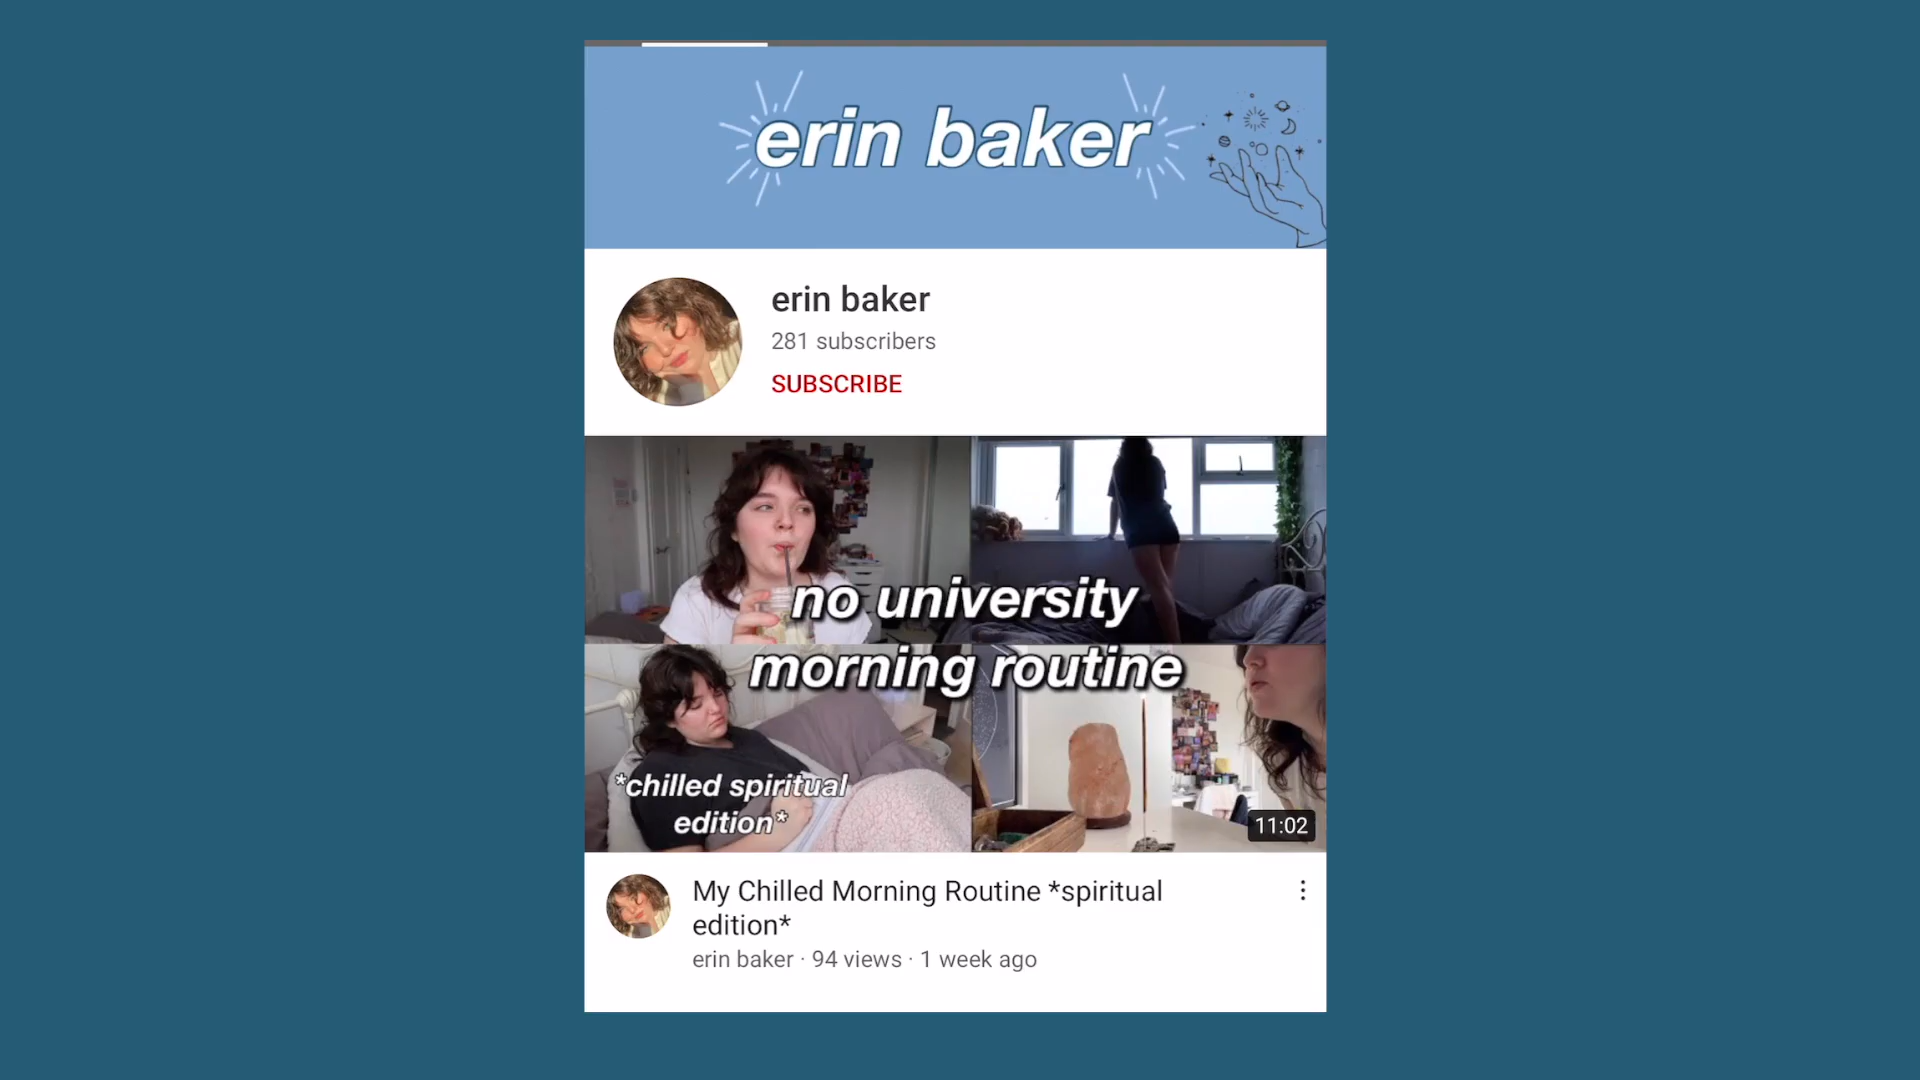 erin baker
erin baker
281 subscribers
SUBSCRIBE
no university
morning routine
*chilled spiritual
edition*
11:02
My Chilled Morning Routine *spiritual
edition*
erin baker · 94 views · 1 week ago